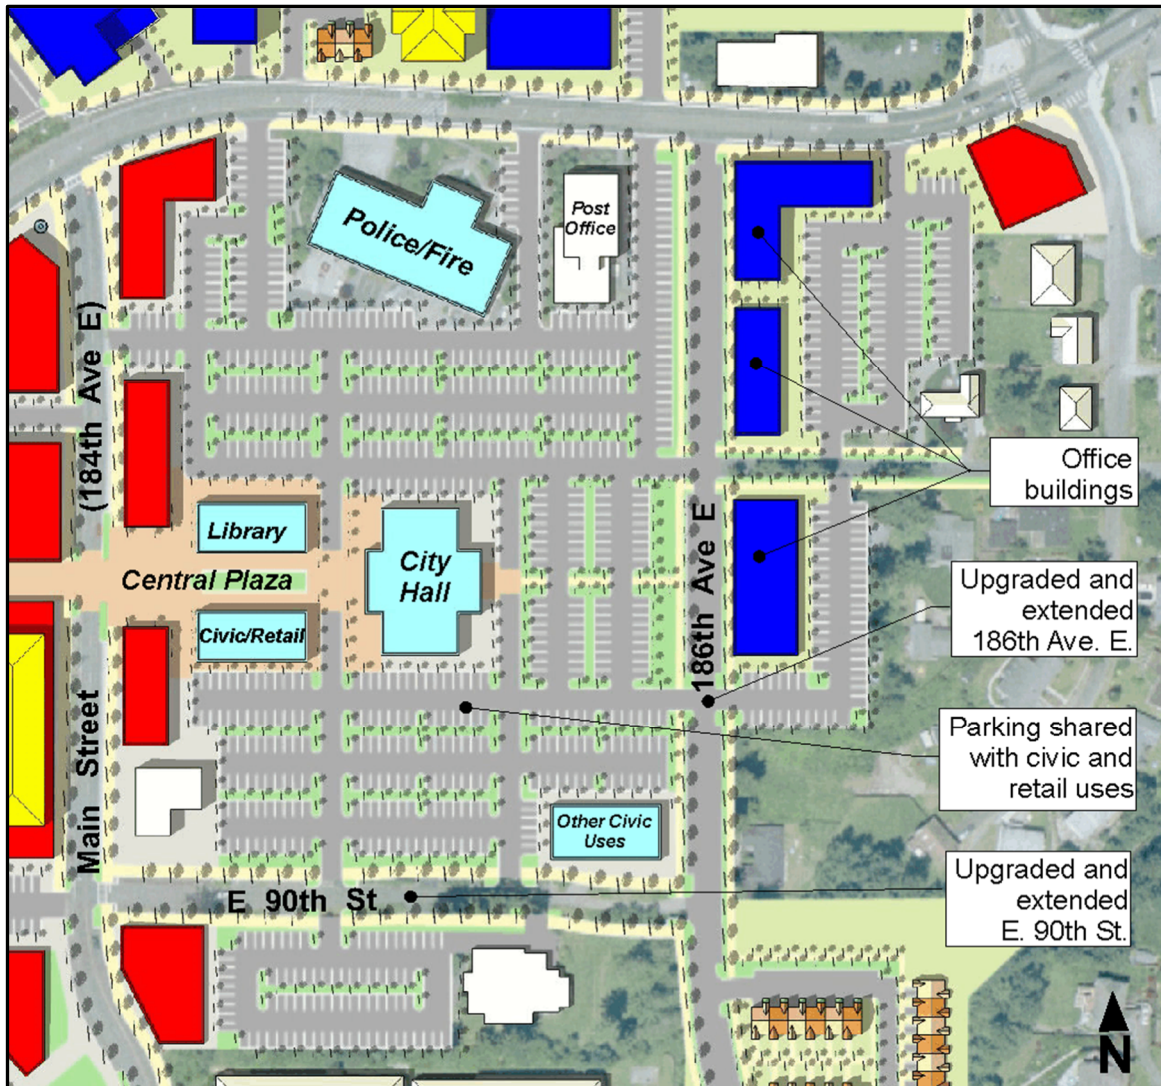 Police/Fire
Post
Office
(184th Ave E)
Office
buildings
Library
Central Plaza
City
Hall
Civic/Retail
186th Ave E
Upgraded and
extended
186th Ave. E.
Parking shared
with civic and
retail uses
Main Street
Other Civic
Uses
E 90th St
Upgraded and
extended
E. 90th St.
N